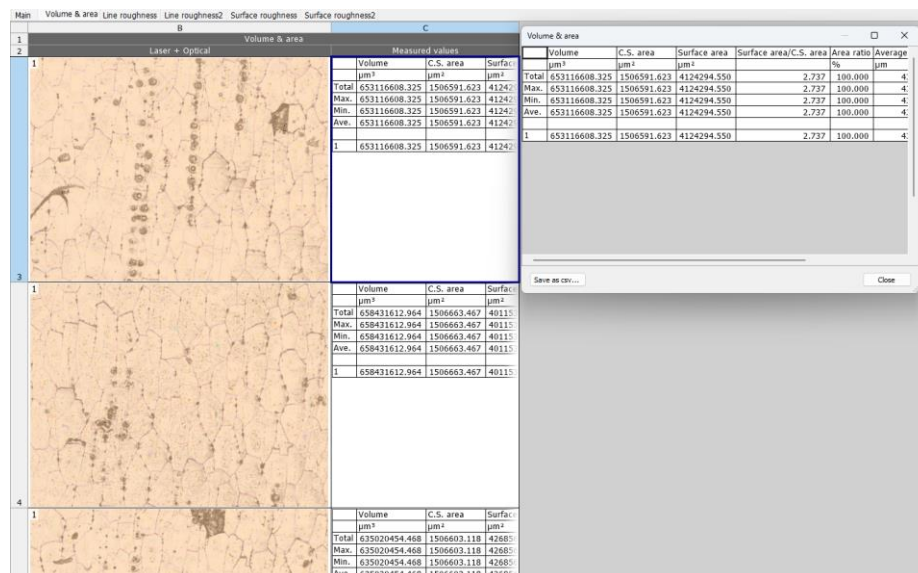 Main Volume & area Line roughness Line roughness2 Surface roughness Surface roughness2
B C
1 Volume & area
2 Laser + Optical Measured values
3
1
Volume C.S. area Surface
µm³ µm² µm²
Total 653116608.325 1506591.623 41242
Max. 653116608.325 1506591.623 41242
Min. 653116608.325 1506591.623 41242
Ave. 653116608.325 1506591.623 41242
1 653116608.325 1506591.623 41242
4
1
Volume C.S. area Surface
µm³ µm² µm²
Total 658431612.964 1506663.467 40115
Max. 658431612.964 1506663.467 40115
Min. 658431612.964 1506663.467 40115
Ave. 658431612.964 1506663.467 40115
1 658431612.964 1506663.467 40115
1
Volume C.S. area Surface
µm³ µm² µm²
Total 635020454.468 1506603.118 42685
Max. 635020454.468 1506603.118 42685
Min. 635020454.468 1506603.118 42685
Volume & area
Volume C.S. area Surface area Surface area/C.S. area Area ratio Average
µm³ µm² µm² % µm
Total 653116608.325 1506591.623 4124294.550 2.737 100.000 4
Max. 653116608.325 1506591.623 4124294.550 2.737 100.000 4
Min. 653116608.325 1506591.623 4124294.550 2.737 100.000 4
Ave. 653116608.325 1506591.623 4124294.550 2.737 100.000 4
1 653116608.325 1506591.623 4124294.550 2.737 100.000 4
Save as csv... Close